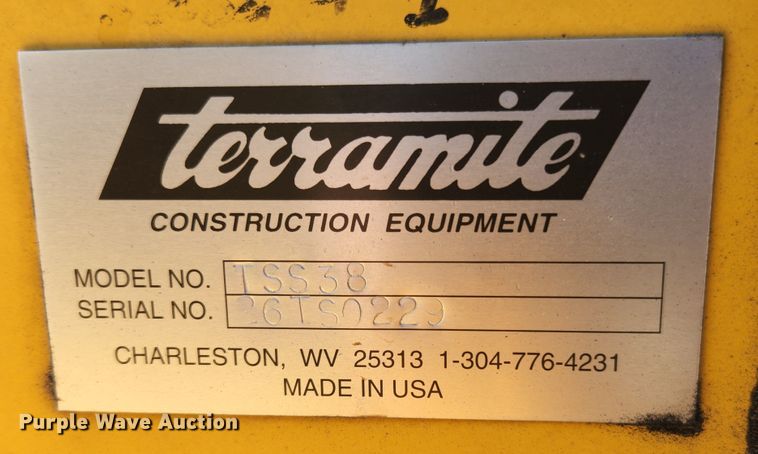 terramite
CONSTRUCTION EQUIPMENT
MODEL NO. TSS38
SERIAL NO. 26TS0229
CHARLESTON, WV 25313 1-304-776-4231
MADE IN USA
Purple Wave Auction